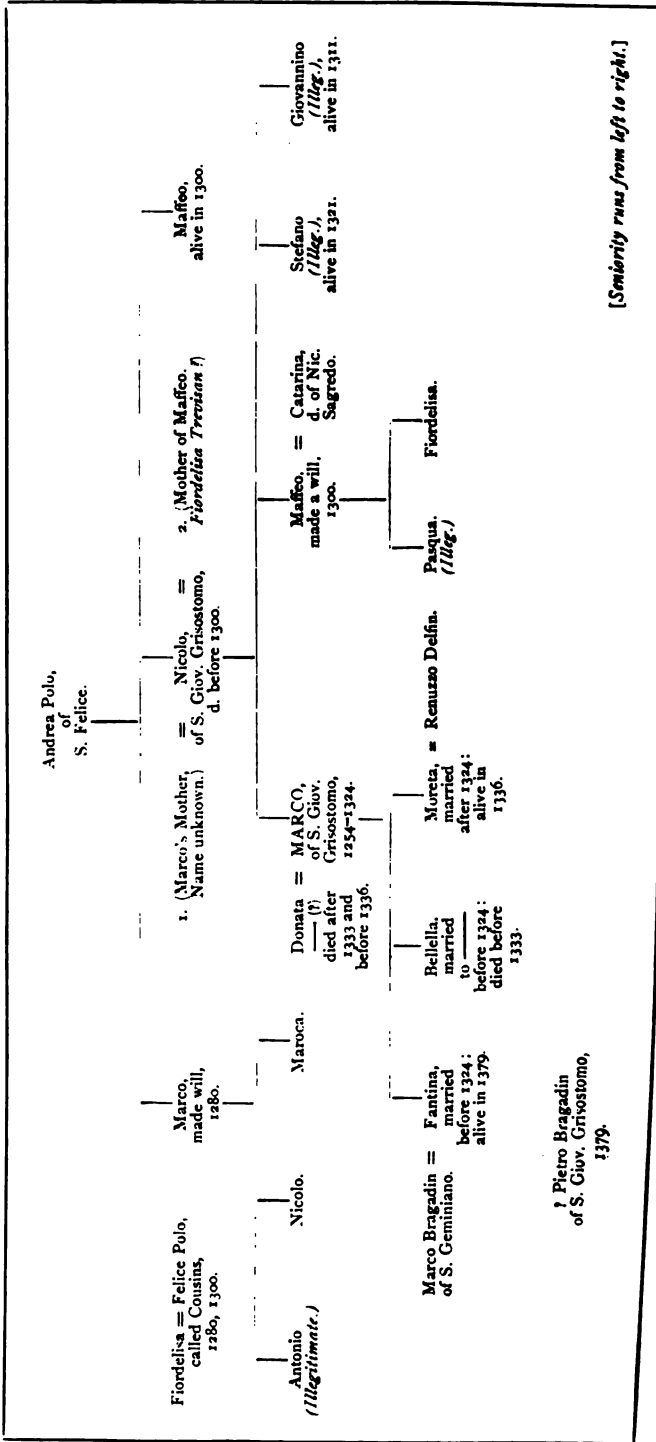 Andrea Polo,
of
S. Felice.
Fiordelisa = Felice Polo,
called Cousins,
1280, 1300.
Marco,
made will,
1280.
1. (Marco's Mother,
Name unknown.)
= Nicolo, =
of S. Giov. Grisostomo,
d. before 1300.
2. (Mother of Maffeo.
Fiordelisa Trevisan ?)
Maffeo,
alive in 1300.
Antonio
(Illegitimate.)
Nicolo.
Maroca.
Donata = MARCO,
—— (?) of S. Giov.
died after Grisostomo,
1333 and 1254–1324.
before 1336.
Maffeo, = Catarina,
made a will, d. of Nic.
1300. Sagredo.
Stefano
(Illeg.),
alive in 1321.
Giovannino
(Illeg.),
alive in 1311.
Marco Bragadin =
of S. Geminiano.
Fantina,
married
before 1324:
alive in 1379.
Bellella.
married
to ——
before 1324:
died before
1333.
Moreta, = Renuzzo Delfin.
married
after 1324:
alive in
1336.
Pasqua.
(Illeg.)
Fiordelisa.
? Pietro Bragadin
of S. Giov. Grisostomo,
1379.
[Seniority runs from left to right.]